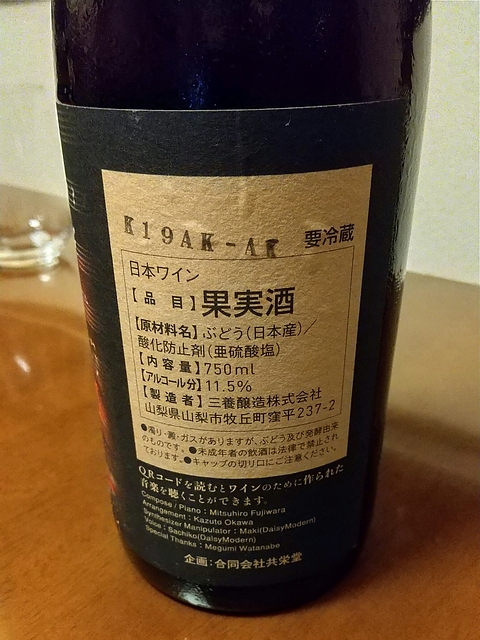 K19AK-AK 要冷蔵
日本ワイン
【品 目】果実酒
【原材料名】ぶどう(日本産)／
酸化防止剤(亜硫酸塩)
【内 容 量】750ml
【アルコール分】11.5%
【製 造 者】三養醸造株式会社
山梨県山梨市牧丘町窪平237-2
●濁り・澱・ガスがありますが、ぶどう及び発酵由来
のものです。●未成年者の飲酒は法律で禁止され
ております。●キャップの切り口にご注意ください。
QRコードを読むとワインのために作られた
音楽を聴くことができます。
Compose / Piano : Mitsuhiro Fujiwara
Arrangement : Kazuto Okawa
Synthesizer Manipulator : Maki(DaisyModern)
Voice : Sachiko(DaisyModern)
Special Thanks : Megumi Watanabe
企画:合同会社共栄堂